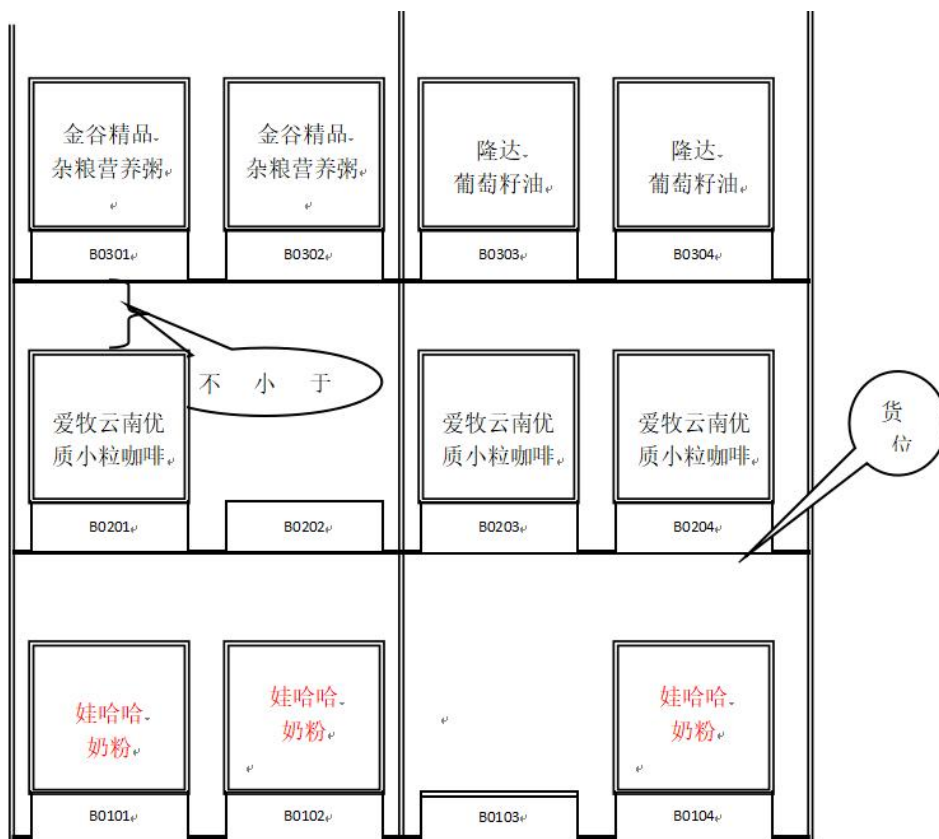 金谷精品
杂粮营养粥
金谷精品
杂粮营养粥
隆达
葡萄籽油
隆达
葡萄籽油
B0301
B0302
B0303
B0304
不 小 于
爱牧云南优
质小粒咖啡
爱牧云南优
质小粒咖啡
爱牧云南优
质小粒咖啡
货
位
B0201
B0202
B0203
B0204
娃哈哈
奶粉
娃哈哈
奶粉
娃哈哈
奶粉
B0101
B0102
B0103
B0104